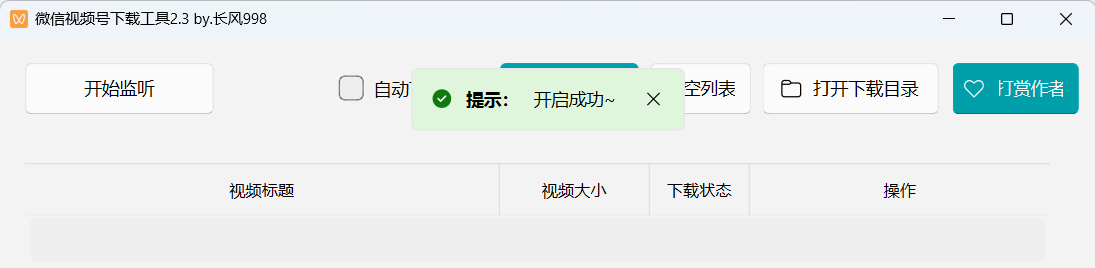 微信视频号下载工具2.3 by.长风998
开始监听
自动
提示： 开启成功~
空列表
打开下载目录
打赏作者
视频标题 视频大小 下载状态 操作